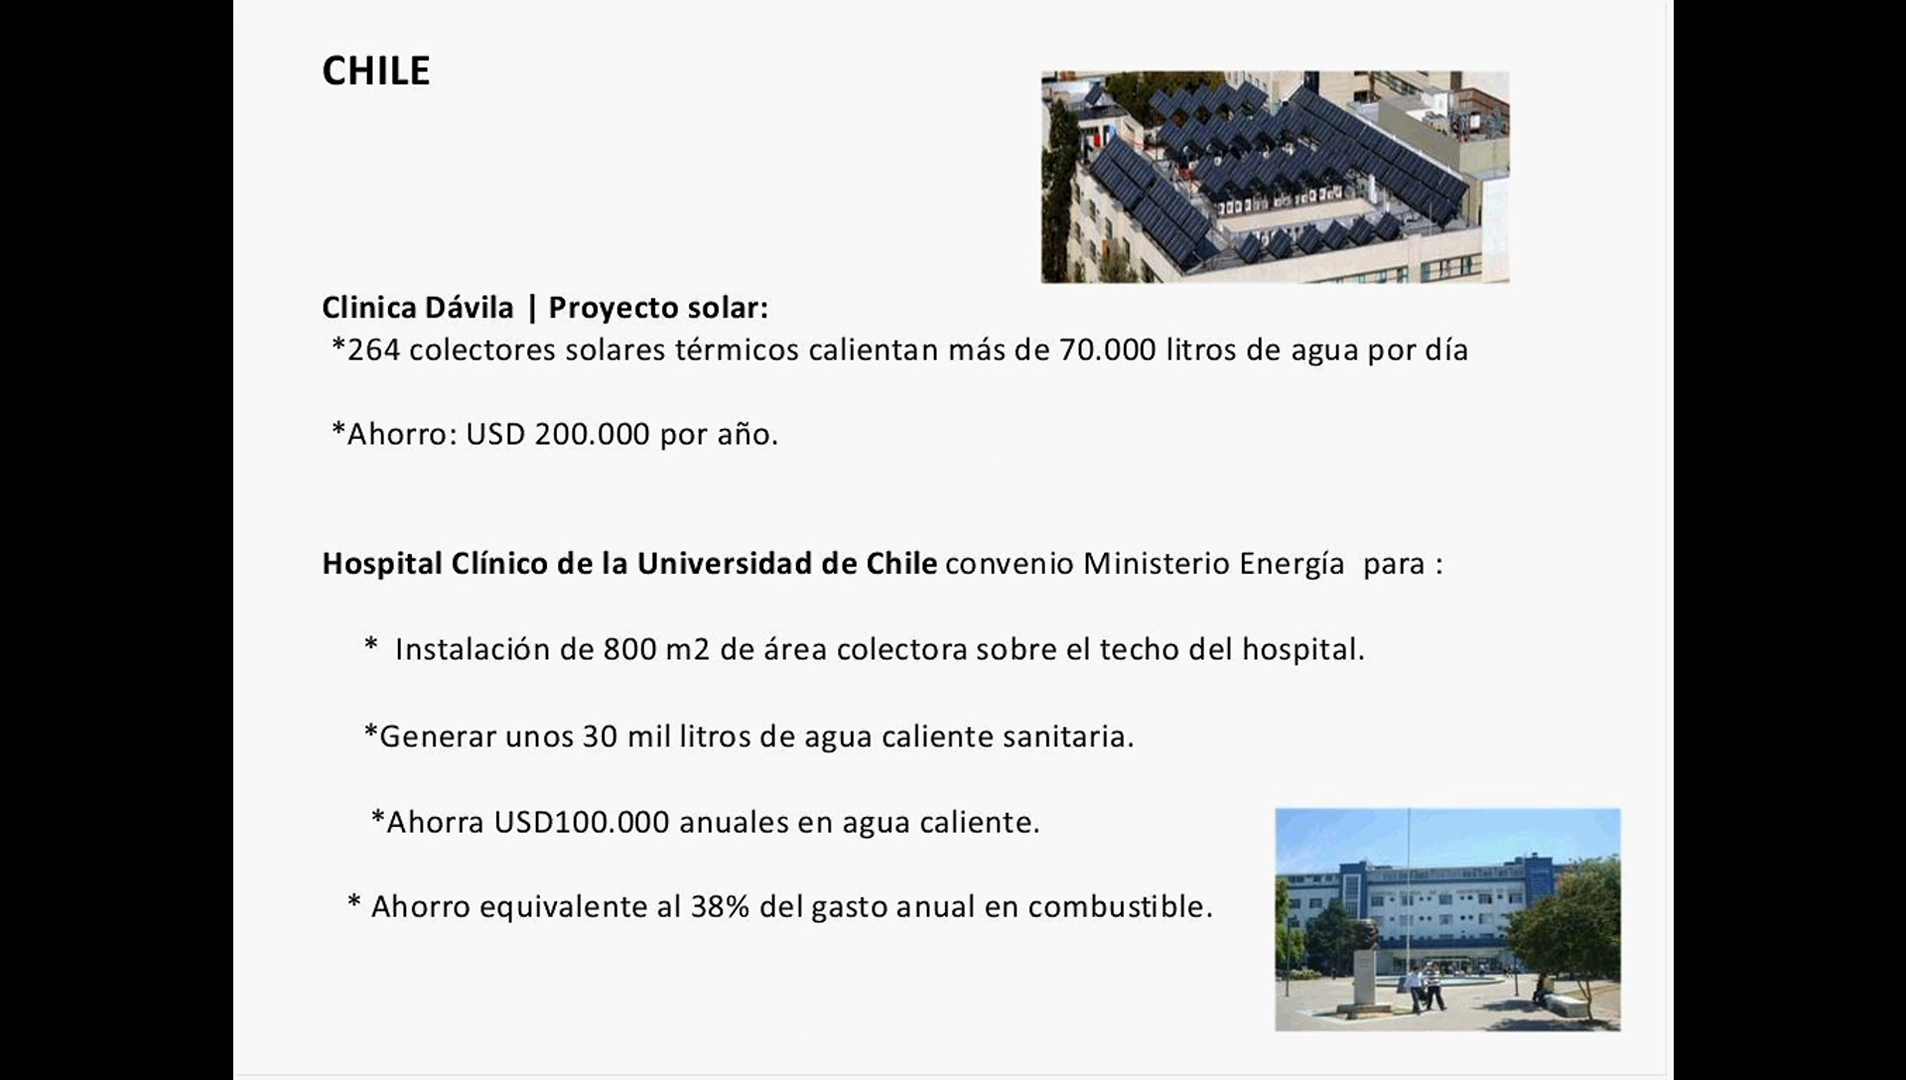 CHILE
Clinica Dávila | Proyecto solar:
*264 colectores solares térmicos calientan más de 70.000 litros de agua por día
*Ahorro: USD 200.000 por año.
Hospital Clínico de la Universidad de Chile convenio Ministerio Energía para :
* Instalación de 800 m2 de área colectora sobre el techo del hospital.
*Generar unos 30 mil litros de agua caliente sanitaria.
*Ahorra USD100.000 anuales en agua caliente.
* Ahorro equivalente al 38% del gasto anual en combustible.